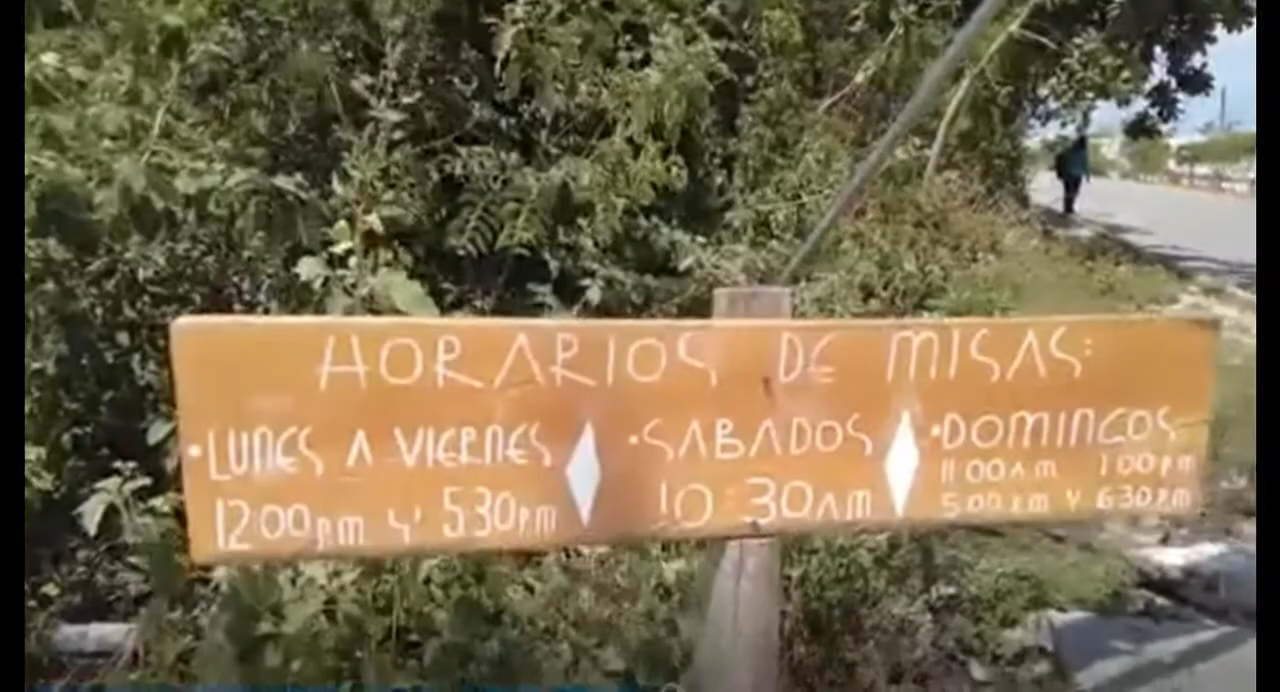 HORARIOS DE MISAS:
·LUNES A VIERNES
12:00pm y 5:30pm
·SABADOS
10:30Am
·DOMINGOS
11:00Am 1:00pm
5:00pm y 6:30pm